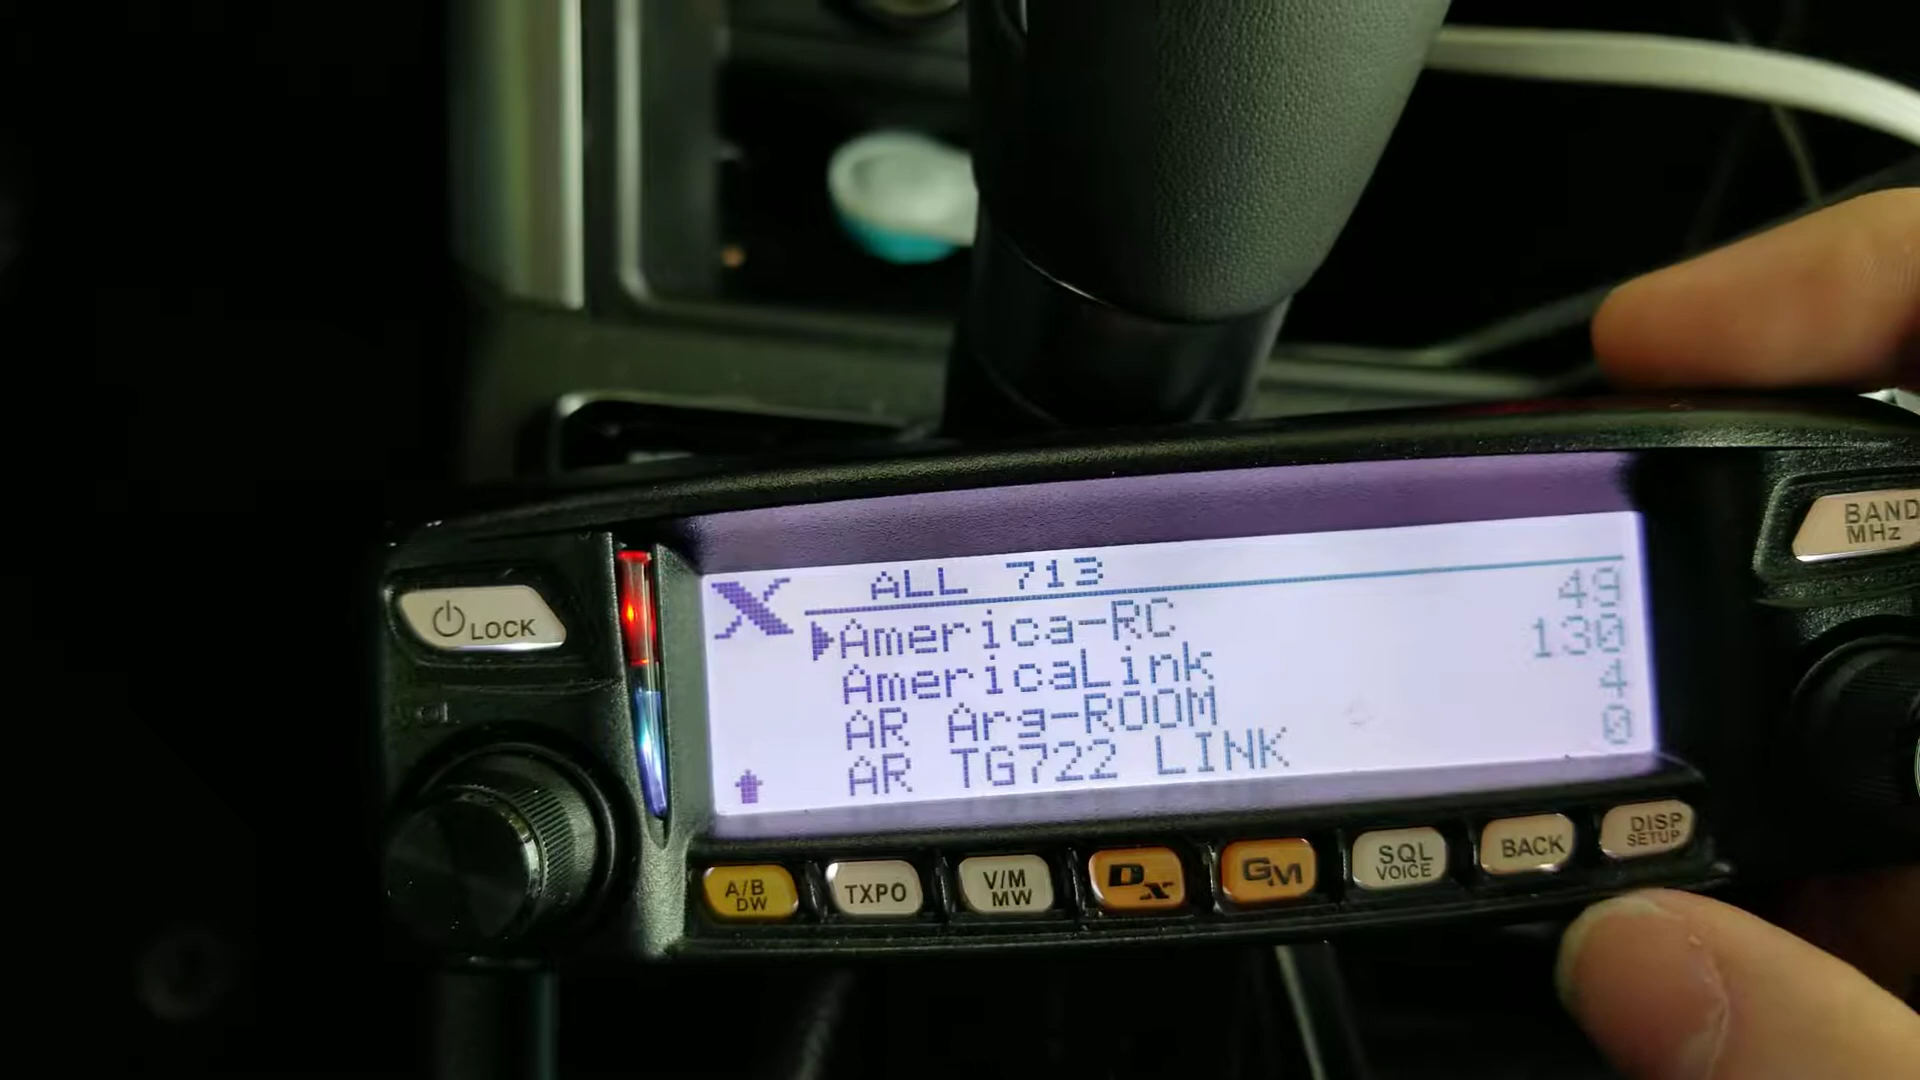 ALL 713
X
America-RC 49
AmericaLink 130
AR Arg-ROOM 4
AR TG722 LINK 0
LOCK
BAND
MHz
A/B
DW
TXPO
V/M
MW
Dx
GM
SQL
VOICE
BACK
DISP
SETUP